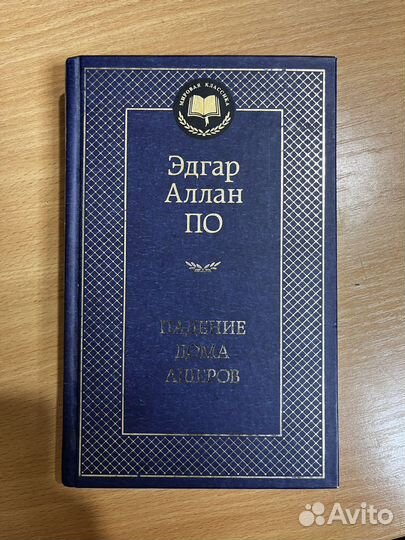 МИРОВАЯ КЛАССИКА
Эдгар
Аллан
ПО
ПАДЕНИЕ
ДОМА
АШЕРОВ
Avito